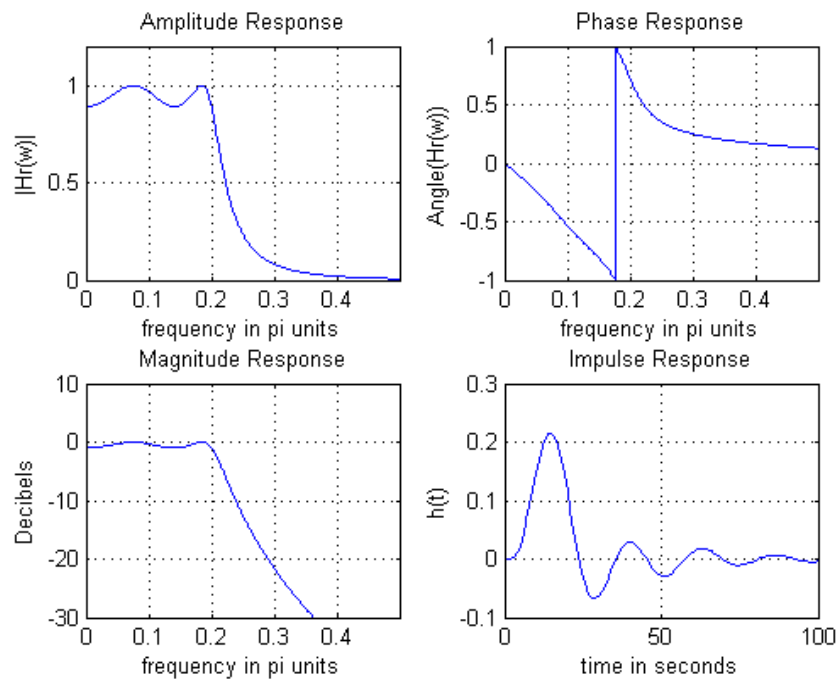 Amplitude Response
|Hr(w)|
1
0.5
0
0 0.1 0.2 0.3 0.4
frequency in pi units
Phase Response
Angle(Hr(w))
1
0.5
0
-0.5
-1
0 0.1 0.2 0.3 0.4
frequency in pi units
Magnitude Response
Decibels
10
0
-10
-20
-30
0 0.1 0.2 0.3 0.4
frequency in pi units
Impulse Response
h(t)
0.3
0.2
0.1
0
-0.1
0 50 100
time in seconds